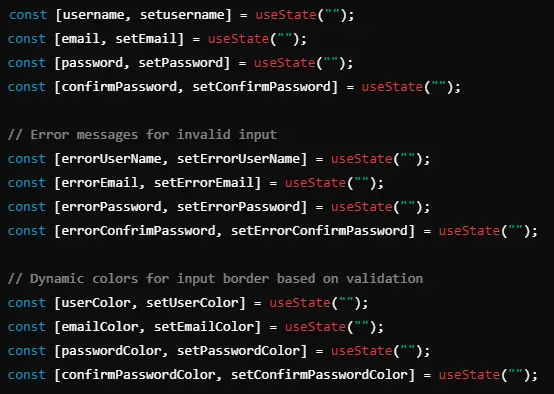 const [username, setusername] = useState("");
const [email, setEmail] = useState("");
const [password, setPassword] = useState("");
const [confirmPassword, setConfirmPassword] = useState("");
// Error messages for invalid input
const [errorUserName, setErrorUserName] = useState("");
const [errorEmail, setErrorEmail] = useState("");
const [errorPassword, setErrorPassword] = useState("");
const [errorConfrimPassword, setErrorConfirmPassword] = useState("");
// Dynamic colors for input border based on validation
const [userColor, setUserColor] = useState("");
const [emailColor, setEmailColor] = useState("");
const [passwordColor, setPasswordColor] = useState("");
const [confirmPasswordColor, setConfirmPasswordColor] = useState("");